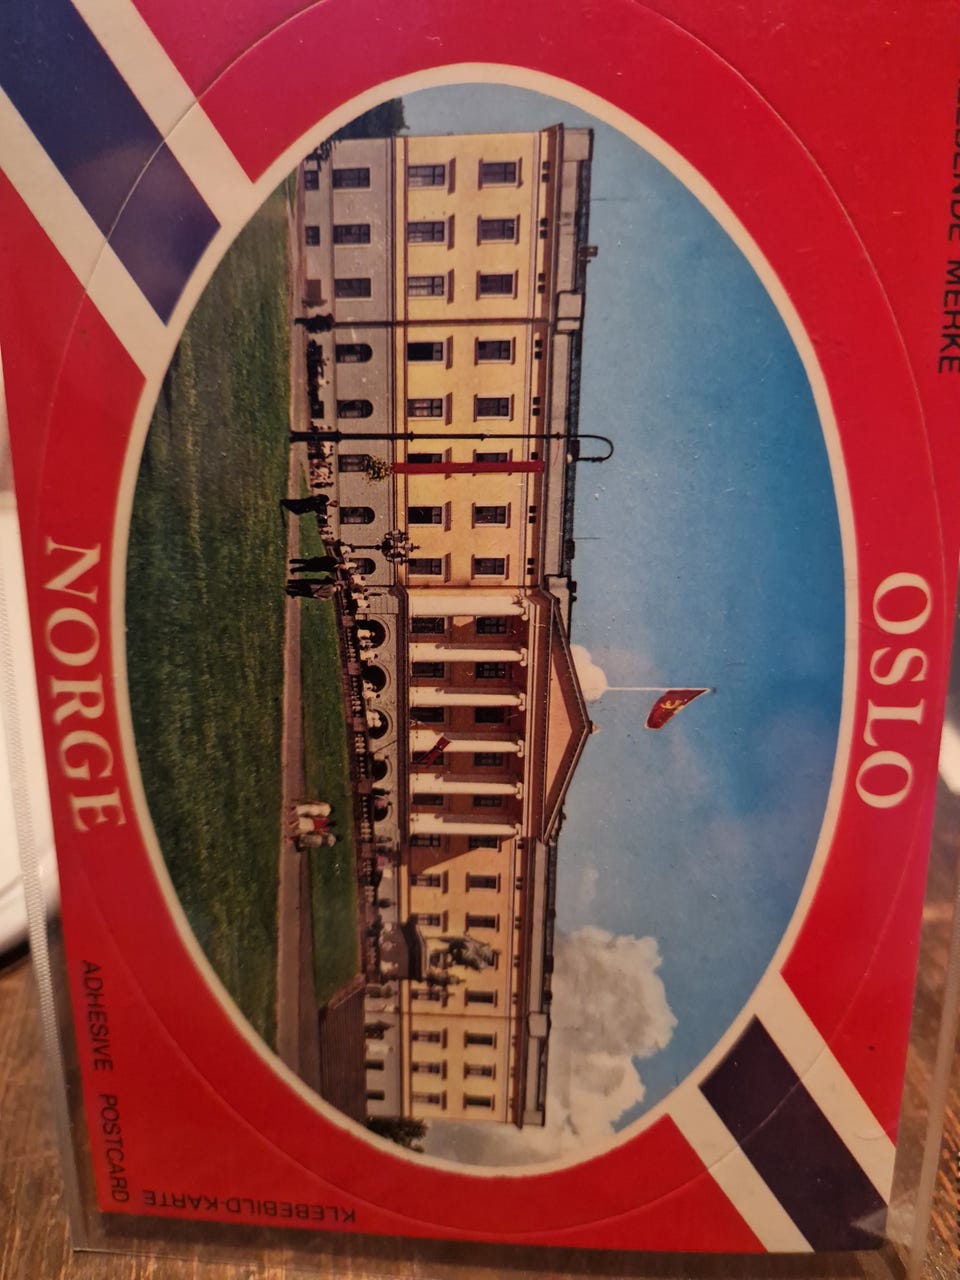 OSLO
MERKE
NORGE
ADHESIVE POSTCARD
KLEBEBILD-KARTE